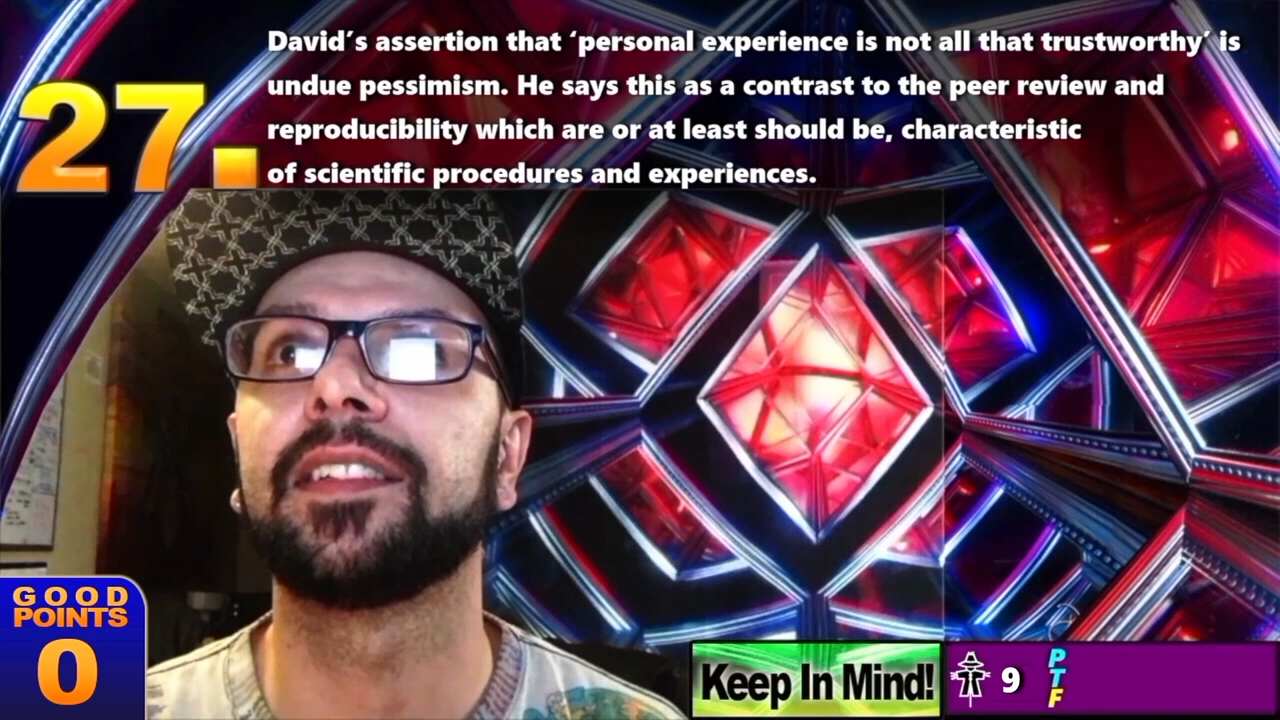 27.
David’s assertion that ‘personal experience is not all that trustworthy’ is
undue pessimism. He says this as a contrast to the peer review and
reproducibility which are or at least should be, characteristic
of scientific procedures and experiences.
GOOD
POINTS
0
Keep In Mind!
9
PTF